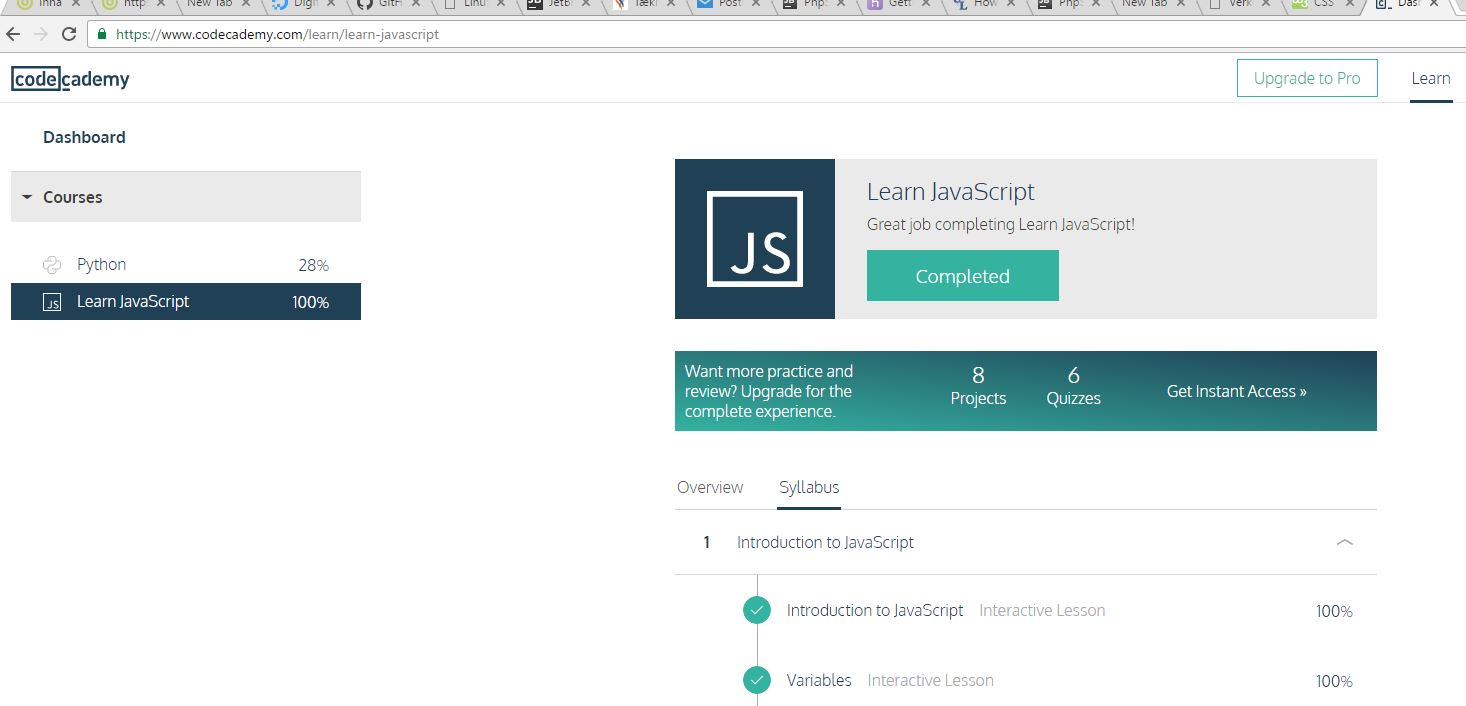 Inha
http
New Tab
Digi
GitH
Linu
JetB
Post
Php
Gett
How
Php
New Tab
Verk
CSS
Das
https://www.codecademy.com/learn/learn-javascript
codecademy
Upgrade to Pro
Learn
Dashboard
Courses
Python 28%
JS Learn JavaScript 100%
JS
Learn JavaScript
Great job completing Learn JavaScript!
Completed
Want more practice and
review? Upgrade for the
complete experience.
8
Projects
6
Quizzes
Get Instant Access »
Overview Syllabus
1 Introduction to JavaScript
Introduction to JavaScript Interactive Lesson 100%
Variables Interactive Lesson 100%